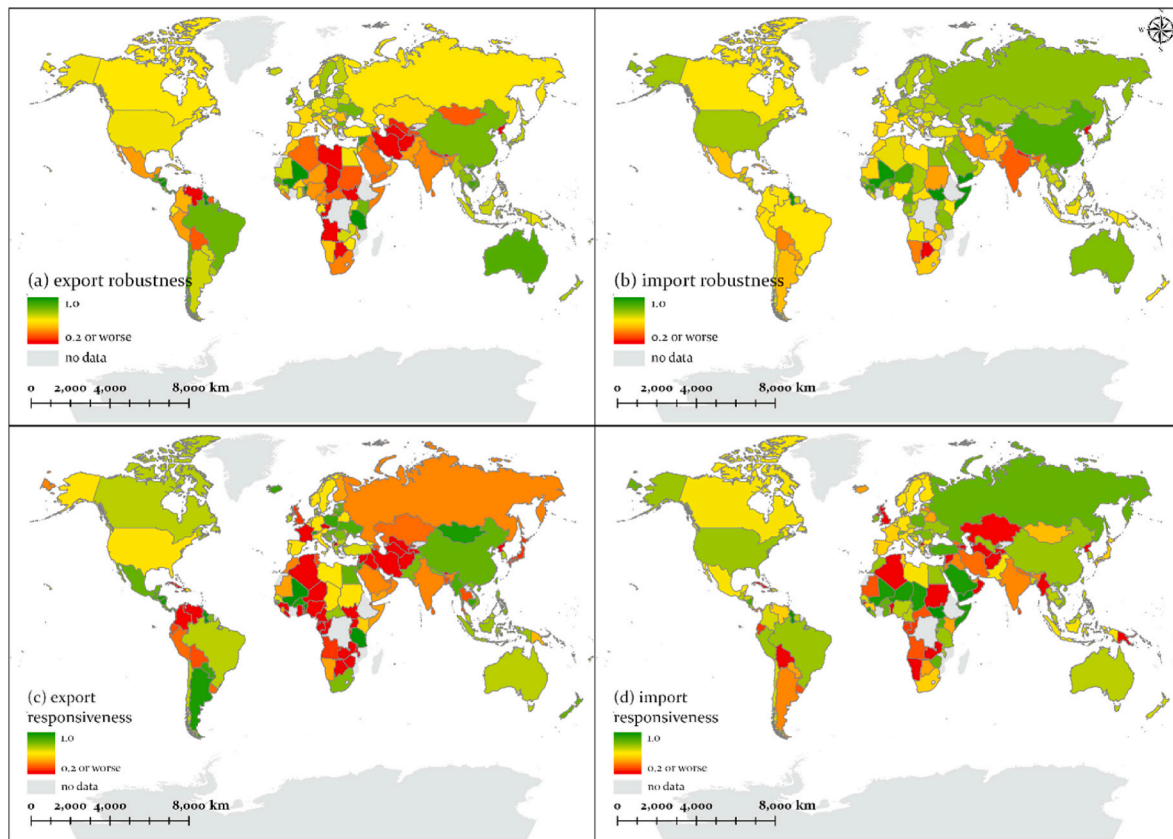 W
S
(a) export robustness
1.0
0.2 or worse
no data
0 2,000 4,000 8,000 km
(b) import robustness
1.0
0.2 or worse
no data
0 2,000 4,000 8,000 km
(c) export
responsiveness
1.0
0.2 or worse
no data
0 2,000 4,000 8,000 km
(d) import
responsiveness
1.0
0.2 or worse
no data
0 2,000 4,000 8,000 km